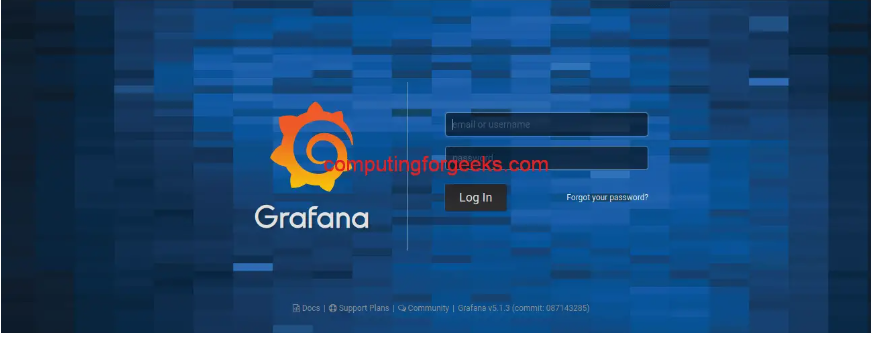 email or username
password
computingforgeeks.com
Log In
Forgot your password?
Grafana
Docs | Support Plans | Community | Grafana v5.1.3 (commit: 087143285)